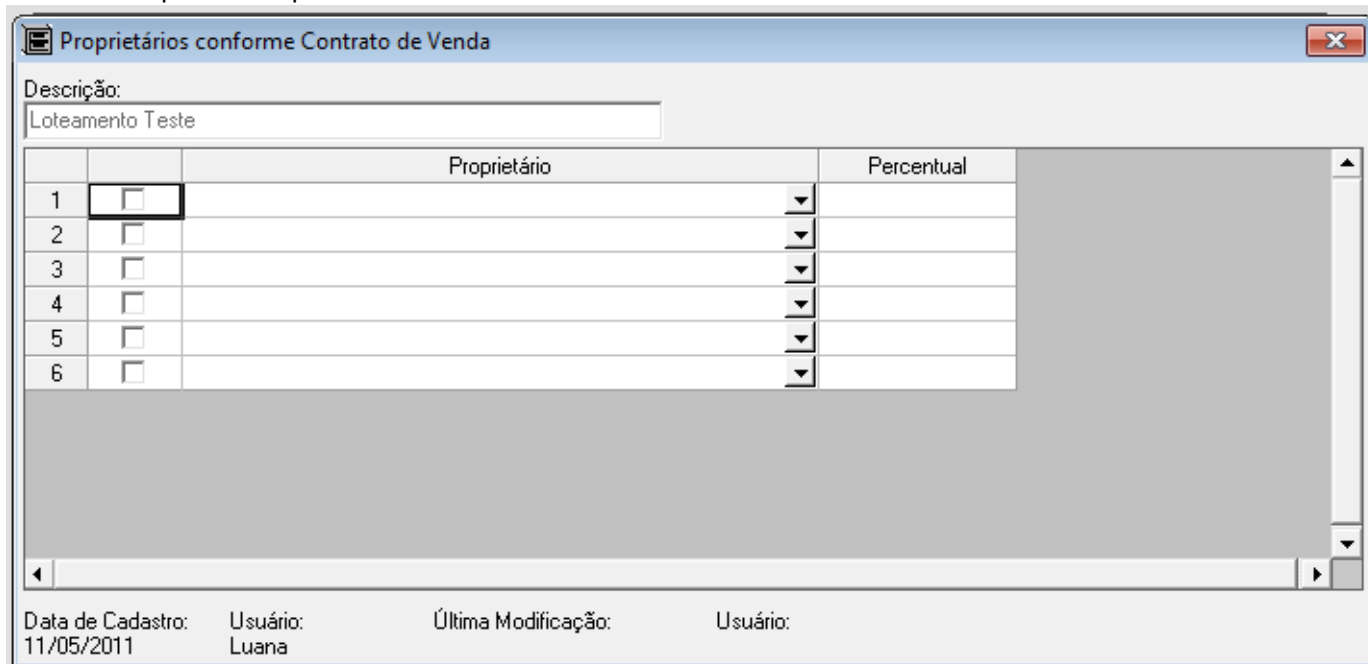 Proprietários conforme Contrato de Venda
Descrição:
Loteamento Teste
Proprietário Percentual
1
2
3
4
5
6
Data de Cadastro: Usuário: Última Modificação: Usuário:
11/05/2011 Luana